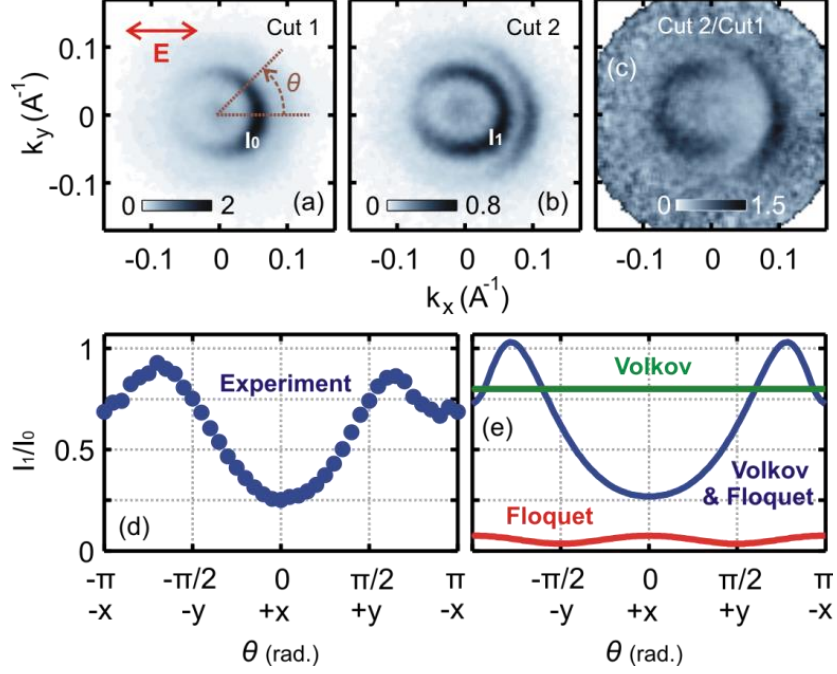 Cut 1
E
θ
I₀
0 2
(a)
Cut 2
I₁
0 0.8
(b)
Cut 2/Cut1
(c)
0 1.5
0.1
0
-0.1
k_y (A⁻¹)
-0.1 0 0.1
-0.1 0 0.1
-0.1 0 0.1
k_x (A⁻¹)
1
0.5
0
I₁/I₀
Experiment
(d)
Volkov
(e)
Volkov
& Floquet
Floquet
-π -π/2 0 π/2 π
-x -y +x +y -x
θ (rad.)
-π/2 0 π/2 π
-y +x +y -x
θ (rad.)